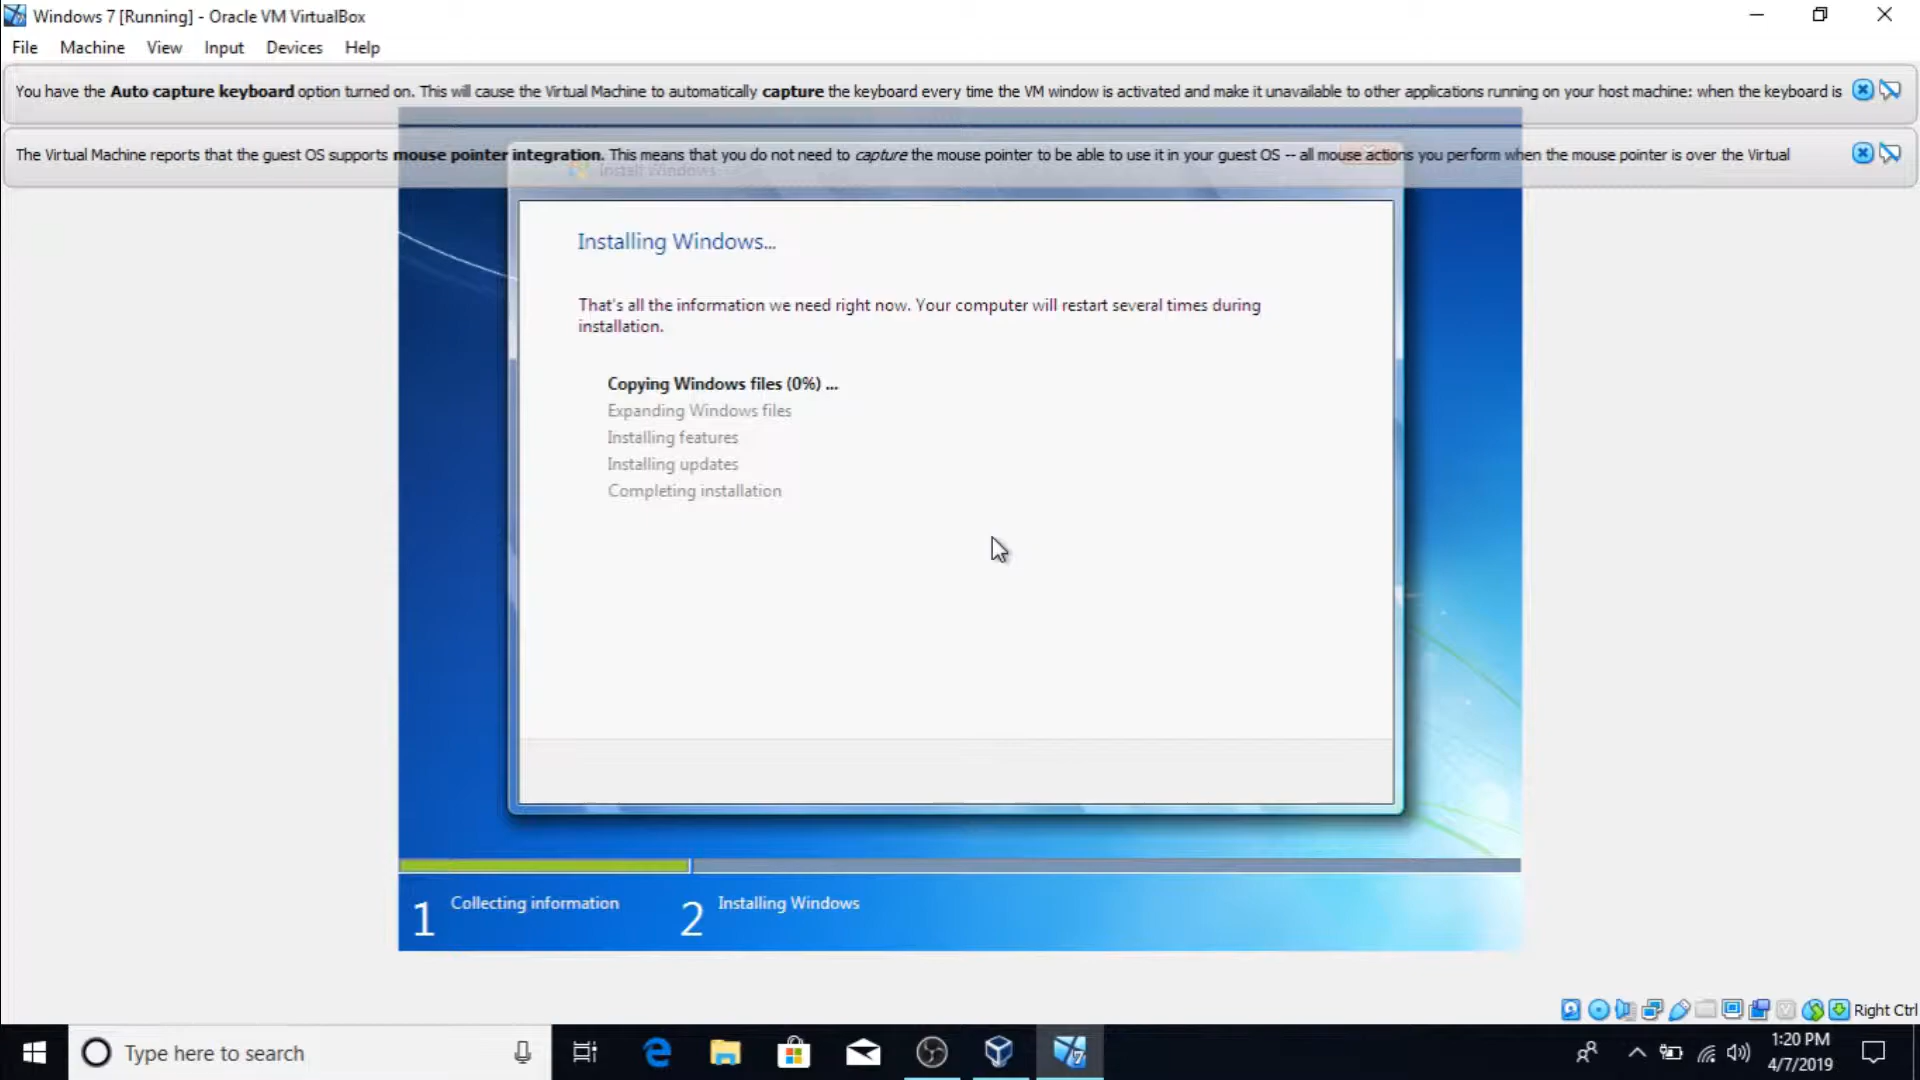 Windows 7 [Running] - Oracle VM VirtualBox
File Machine View Input Devices Help
You have the Auto capture keyboard option turned on. This will cause the Virtual Machine to automatically capture the keyboard every time the VM window is activated and make it unavailable to other applications running on your host machine: when the keyboard is
The Virtual Machine reports that the guest OS supports mouse pointer integration. This means that you do not need to capture the mouse pointer to be able to use it in your guest OS -- all mouse actions you perform when the mouse pointer is over the Virtual
Install Windows
Installing Windows...
That's all the information we need right now. Your computer will restart several times during
installation.
Copying Windows files (0%) ...
Expanding Windows files
Installing features
Installing updates
Completing installation
1 Collecting information 2 Installing Windows
Right Ctrl
Type here to search
7
1:20 PM
4/7/2019